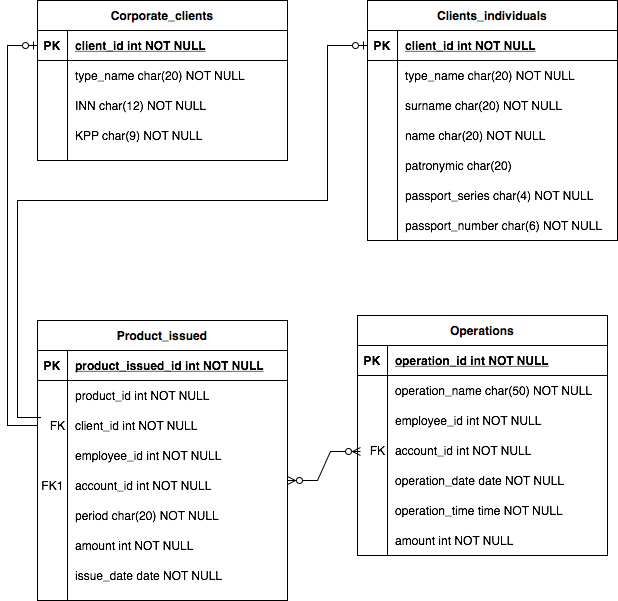 Corporate_clients
PK client_id int NOT NULL
type_name char(20) NOT NULL
INN char(12) NOT NULL
KPP char(9) NOT NULL
Clients_individuals
PK client_id int NOT NULL
type_name char(20) NOT NULL
surname char(20) NOT NULL
name char(20) NOT NULL
patronymic char(20)
passport_series char(4) NOT NULL
passport_number char(6) NOT NULL
Product_issued
PK product_issued_id int NOT NULL
product_id int NOT NULL
FK client_id int NOT NULL
employee_id int NOT NULL
FK1 account_id int NOT NULL
period char(20) NOT NULL
amount int NOT NULL
issue_date date NOT NULL
Operations
PK operation_id int NOT NULL
operation_name char(50) NOT NULL
employee_id int NOT NULL
FK account_id int NOT NULL
operation_date date NOT NULL
operation_time time NOT NULL
amount int NOT NULL